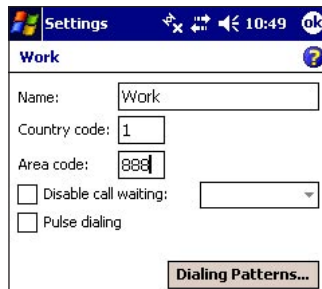 Settings 10:49 ok
Work
Name: Work
Country code: 1
Area code: 888
Disable call waiting:
Pulse dialing
Dialing Patterns...